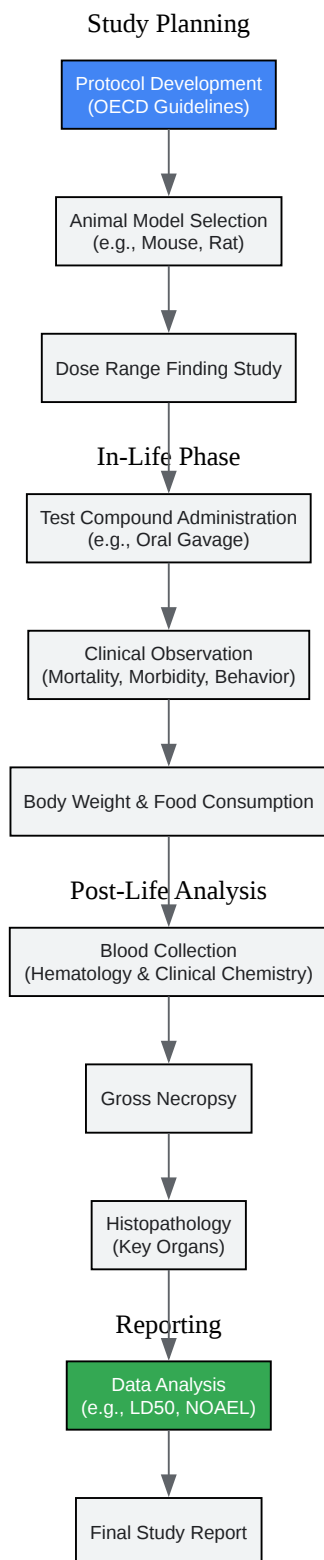 Study Planning
Protocol Development
(OECD Guidelines)
Animal Model Selection
(e.g., Mouse, Rat)
Dose Range Finding Study
In-Life Phase
Test Compound Administration
(e.g., Oral Gavage)
Clinical Observation
(Mortality, Morbidity, Behavior)
Body Weight & Food Consumption
Post-Life Analysis
Blood Collection
(Hematology & Clinical Chemistry)
Gross Necropsy
Histopathology
(Key Organs)
Reporting
Data Analysis
(e.g., LD50, NOAEL)
Final Study Report